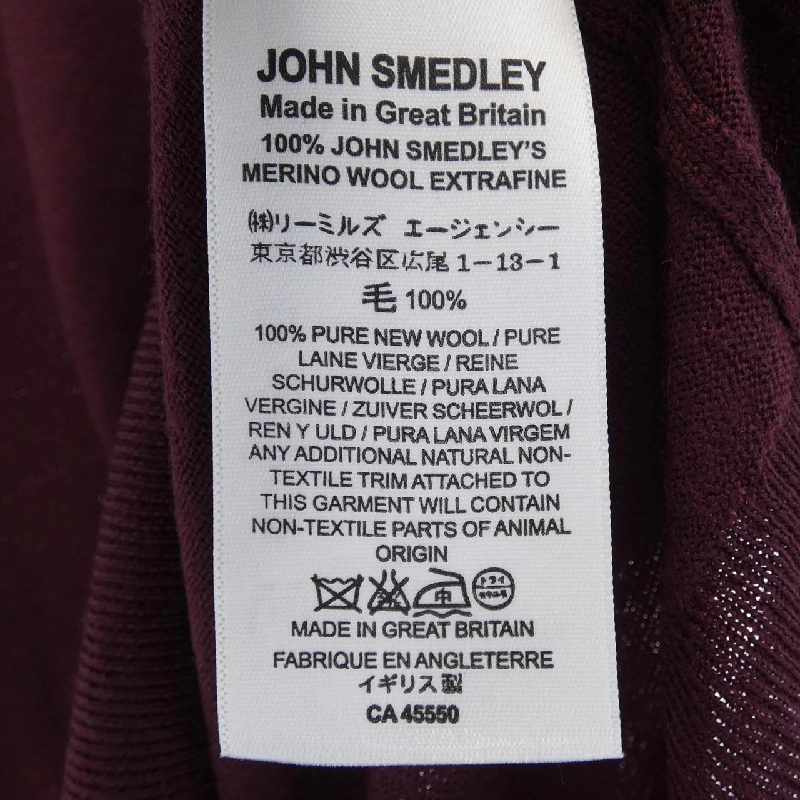 JOHN SMEDLEY
Made in Great Britain
100% JOHN SMEDLEY'S
MERINO WOOL EXTRAFINE
㈱リーミルズ エージェンシー
東京都渋谷区広尾1-13-1
毛 100%
100% PURE NEW WOOL / PURE
LAINE VIERGE / REINE
SCHURWOLLE / PURA LANA
VERGINE / ZUIVER SCHEERWOL /
REN Y ULD / PURA LANA VIRGEM
ANY ADDITIONAL NATURAL NON-
TEXTILE TRIM ATTACHED TO
THIS GARMENT WILL CONTAIN
NON-TEXTILE PARTS OF ANIMAL
ORIGIN
中 ドライ
MADE IN GREAT BRITAIN
FABRIQUE EN ANGLETERRE
イギリス製
CA 45550